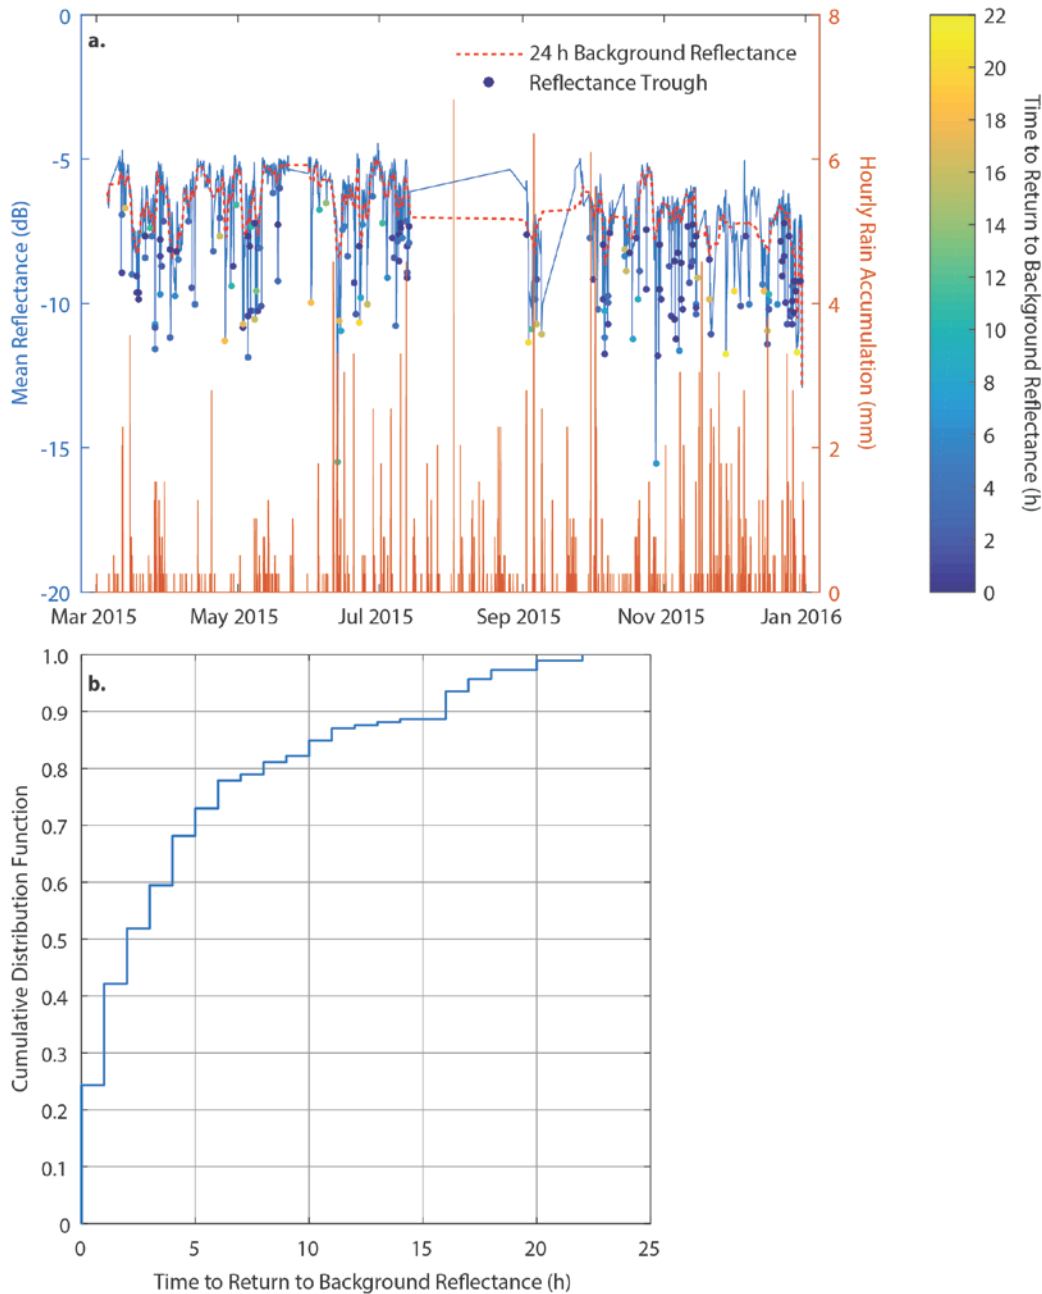 a.
24 h Background Reflectance
Reflectance Trough
0
-5
-10
-15
-20
Mean Reflectance (dB)
8
6
4
2
0
Hourly Rain Accumulation (mm)
Mar 2015
May 2015
Jul 2015
Sep 2015
Nov 2015
Jan 2016
22
20
18
16
14
12
10
8
6
4
2
0
Time to Return to Background Reflectance (h)
b.
1.0
0.9
0.8
0.7
0.6
0.5
0.4
0.3
0.2
0.1
0
Cumulative Distribution Function
0
5
10
15
20
25
Time to Return to Background Reflectance (h)